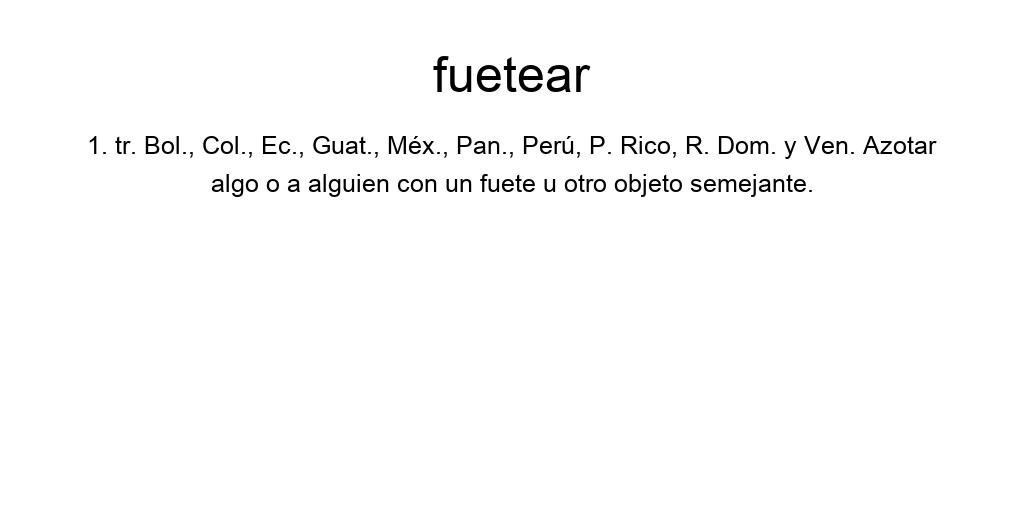 fuetear
1. tr. Bol., Col., Ec., Guat., Méx., Pan., Perú, P. Rico, R. Dom. y Ven. Azotar
algo o a alguien con un fuete u otro objeto semejante.